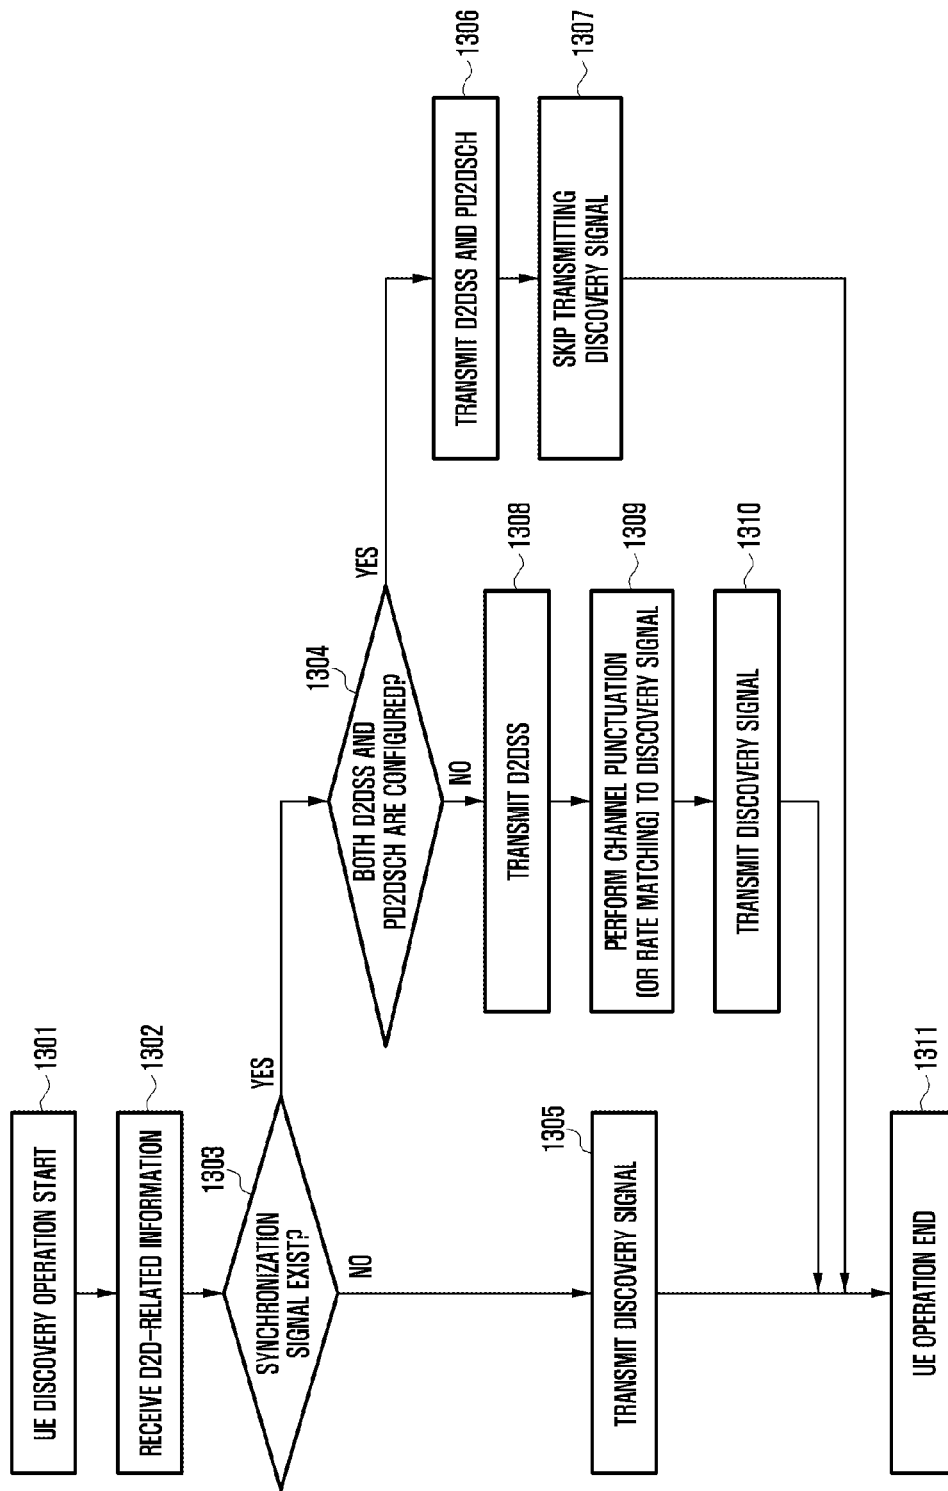 1301
UE DISCOVERY OPERATION START
1302
RECEIVE D2D-RELATED INFORMATION
1303
SYNCHRONIZATION
SIGNAL EXIST?
YES
NO
1304
BOTH D2DSS AND
PD2DSCH ARE CONFIGURED?
YES
NO
1305
TRANSMIT DISCOVERY SIGNAL
1306
TRANSMIT D2DSS AND PD2DSCH
1307
SKIP TRANSMITTING
DISCOVERY SIGNAL
1308
TRANSMIT D2DSS
1309
PERFORM CHANNEL PUNCTUATION
(OR RATE MATCHING) TO DISCOVERY SIGNAL
1310
TRANSMIT DISCOVERY SIGNAL
1311
UE OPERATION END